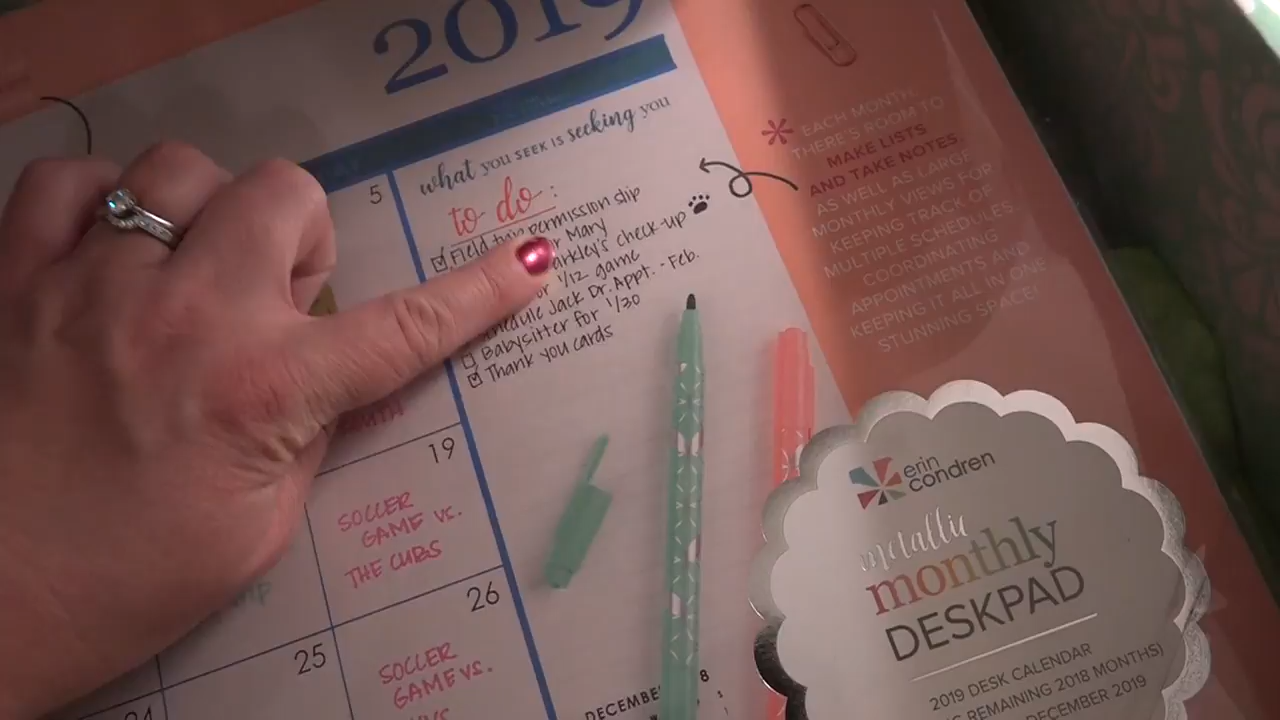 2019
5
what you SEEK IS seeking you
to do:
Field trip permission slip
Mary
check-up
1/12 game
Jack Dr. Appt. - Feb.
Babysitter for 1/30
Thank you cards
19
SOCCER
GAME VS.
THE CUBS
26
25
SOCCER
GAME VS.
DECEMBER
8
EACH MONTH,
THERE'S ROOM TO
MAKE LISTS
AND TAKE NOTES,
AS WELL AS LARGE
MONTHLY VIEWS FOR
KEEPING TRACK OF
MULTIPLE SCHEDULES,
COORDINATING
APPOINTMENTS AND
KEEPING IT ALL IN ONE
STUNNING SPACE!
erin
condren
metallic
monthly
DESKPAD
2019 DESK CALENDAR
REMAINING 2018 MONTHS)
DECEMBER 2019